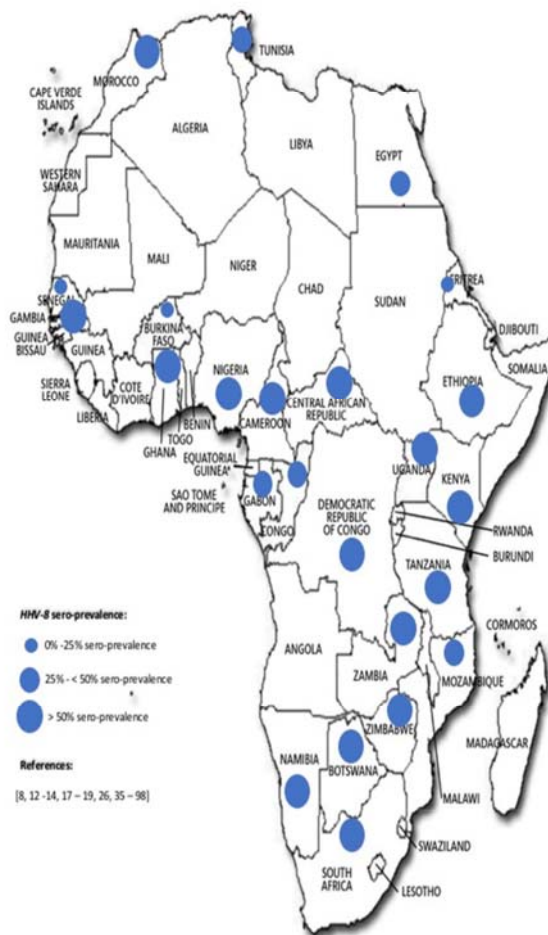 TUNISIA
MOROCCO
CAPE VERDE
ISLANDS
ALGERIA
LIBYA
EGYPT
WESTERN
SAHARA
MAURITANIA
MALI
NIGER
CHAD
SUDAN
ERITREA
SENEGAL
GAMBIA
GUINEA
BISSAU
GUINEA
BURKINA
FASO
DJIBOUTI
SOMALIA
NIGERIA
ETHIOPIA
SIERRA
LEONE
COTE
D'IVOIRE
LIBERIA
CENTRAL AFRICAN
REPUBLIC
CAMEROON
BENIN
TOGO
GHANA
EQUATORIAL
GUINEA
UGANDA
KENYA
SAO TOME
AND PRINCIPE
GABON
CONGO
DEMOCRATIC
REPUBLIC
OF CONGO
RWANDA
BURUNDI
TANZANIA
HHV-8 sero-prevalence:
0% -25% sero-prevalence
25% - < 50% sero-prevalence
> 50% sero-prevalence
CORMOROS
ANGOLA
ZAMBIA
MOZAMBIQUE
ZIMBABWE
MADAGASCAR
NAMIBIA
BOTSWANA
MALAWI
References:
[8, 12 -14, 17 – 19, 26, 35 – 98]
SWAZILAND
SOUTH
AFRICA
LESOTHO